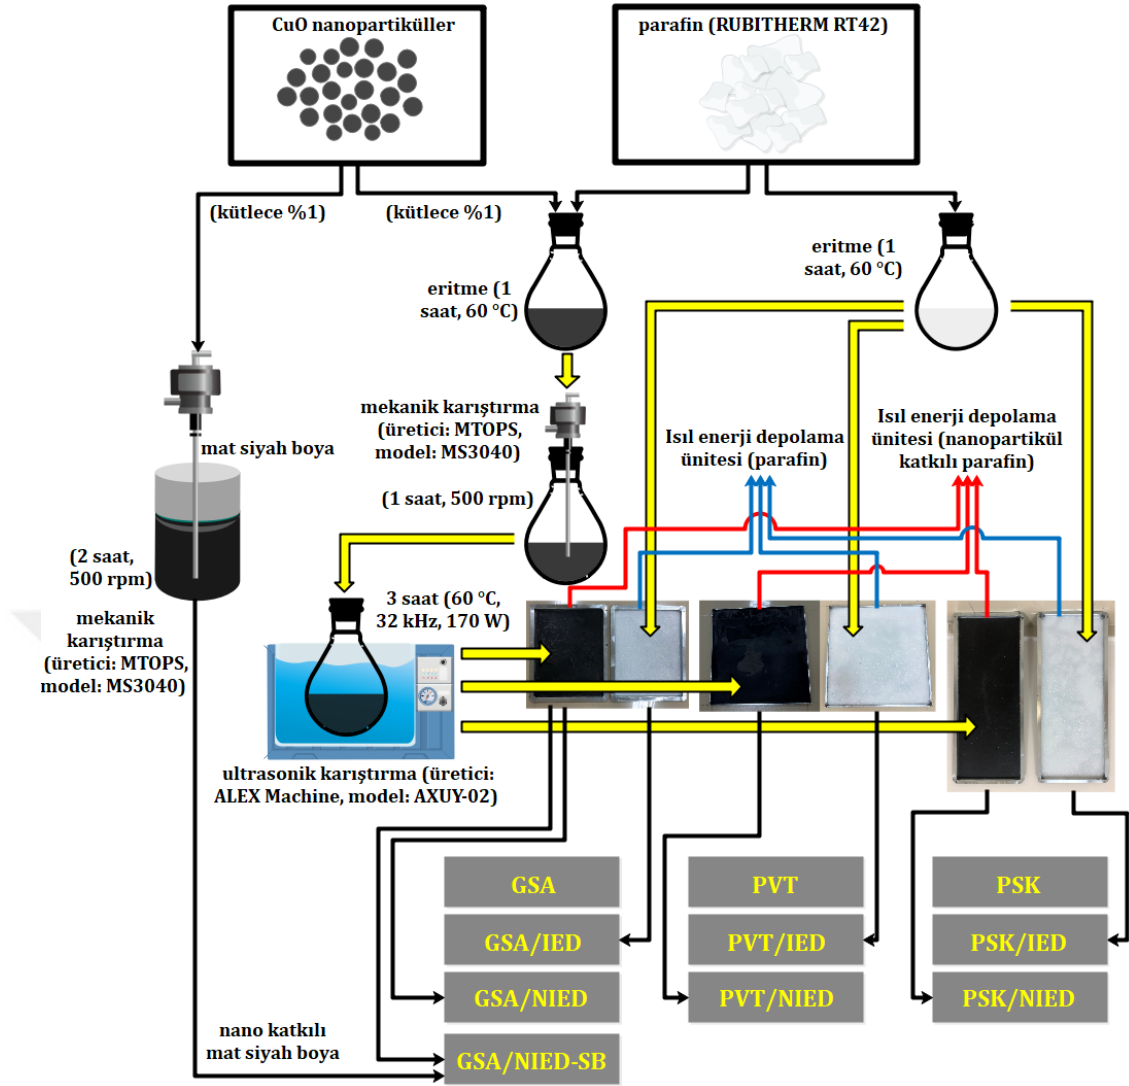 CuO nanopartiküller
parafin (RUBITHERM RT42)
(kütlece %1)
(kütlece %1)
eritme (1
saat, 60 °C)
eritme (1
saat, 60 °C)
mekanik karıştırma
(üretici: MTOPS,
model: MS3040)
(1 saat, 500 rpm)
mat siyah boya
Isıl enerji depolama
ünitesi (parafin)
Isıl enerji depolama
ünitesi (nanopartikül
katkılı parafin)
(2 saat,
500 rpm)
mekanik
karıştırma
(üretici: MTOPS,
model: MS3040)
3 saat (60 °C,
32 kHz, 170 W)
ultrasonik karıştırma (üretici:
ALEX Machine, model: AXUY-02)
GSA
PVT
PSK
GSA/IED
PVT/IED
PSK/IED
GSA/NIED
PVT/NIED
PSK/NIED
nano katkılı
mat siyah boya
GSA/NIED-SB